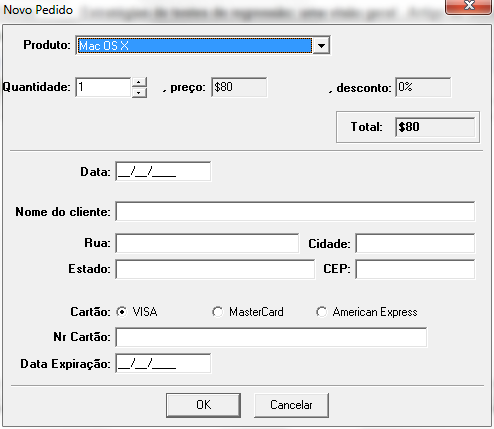 Novo Pedido
Produto: Mac OS X
Quantidade: 1 , preço: $80 , desconto: 0%
Total: $80
Data: __/__/____
Nome do cliente:
Rua: Cidade:
Estado: CEP:
Cartão: VISA MasterCard American Express
Nr Cartão:
Data Expiração: __/__/____
OK Cancelar